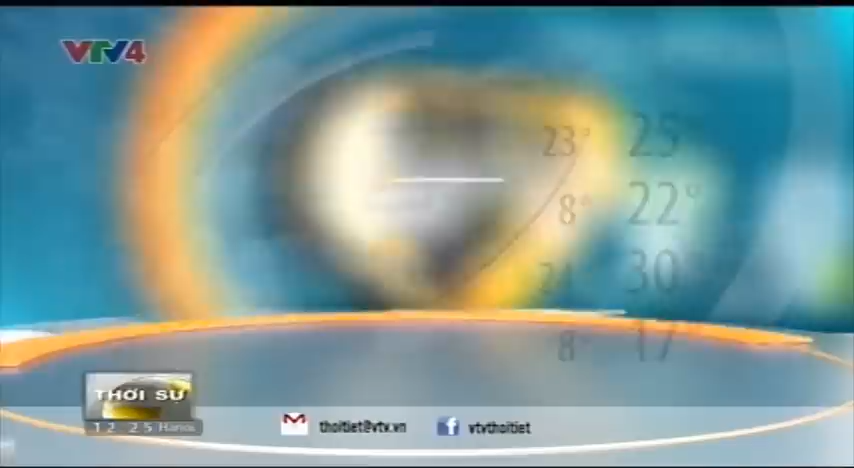 VTV4
23° 25°
8° 22°
30
8° 17°
THỜI SỰ
12 25 Hanoi
thoitiet@vtv.vn vtvthoitiet